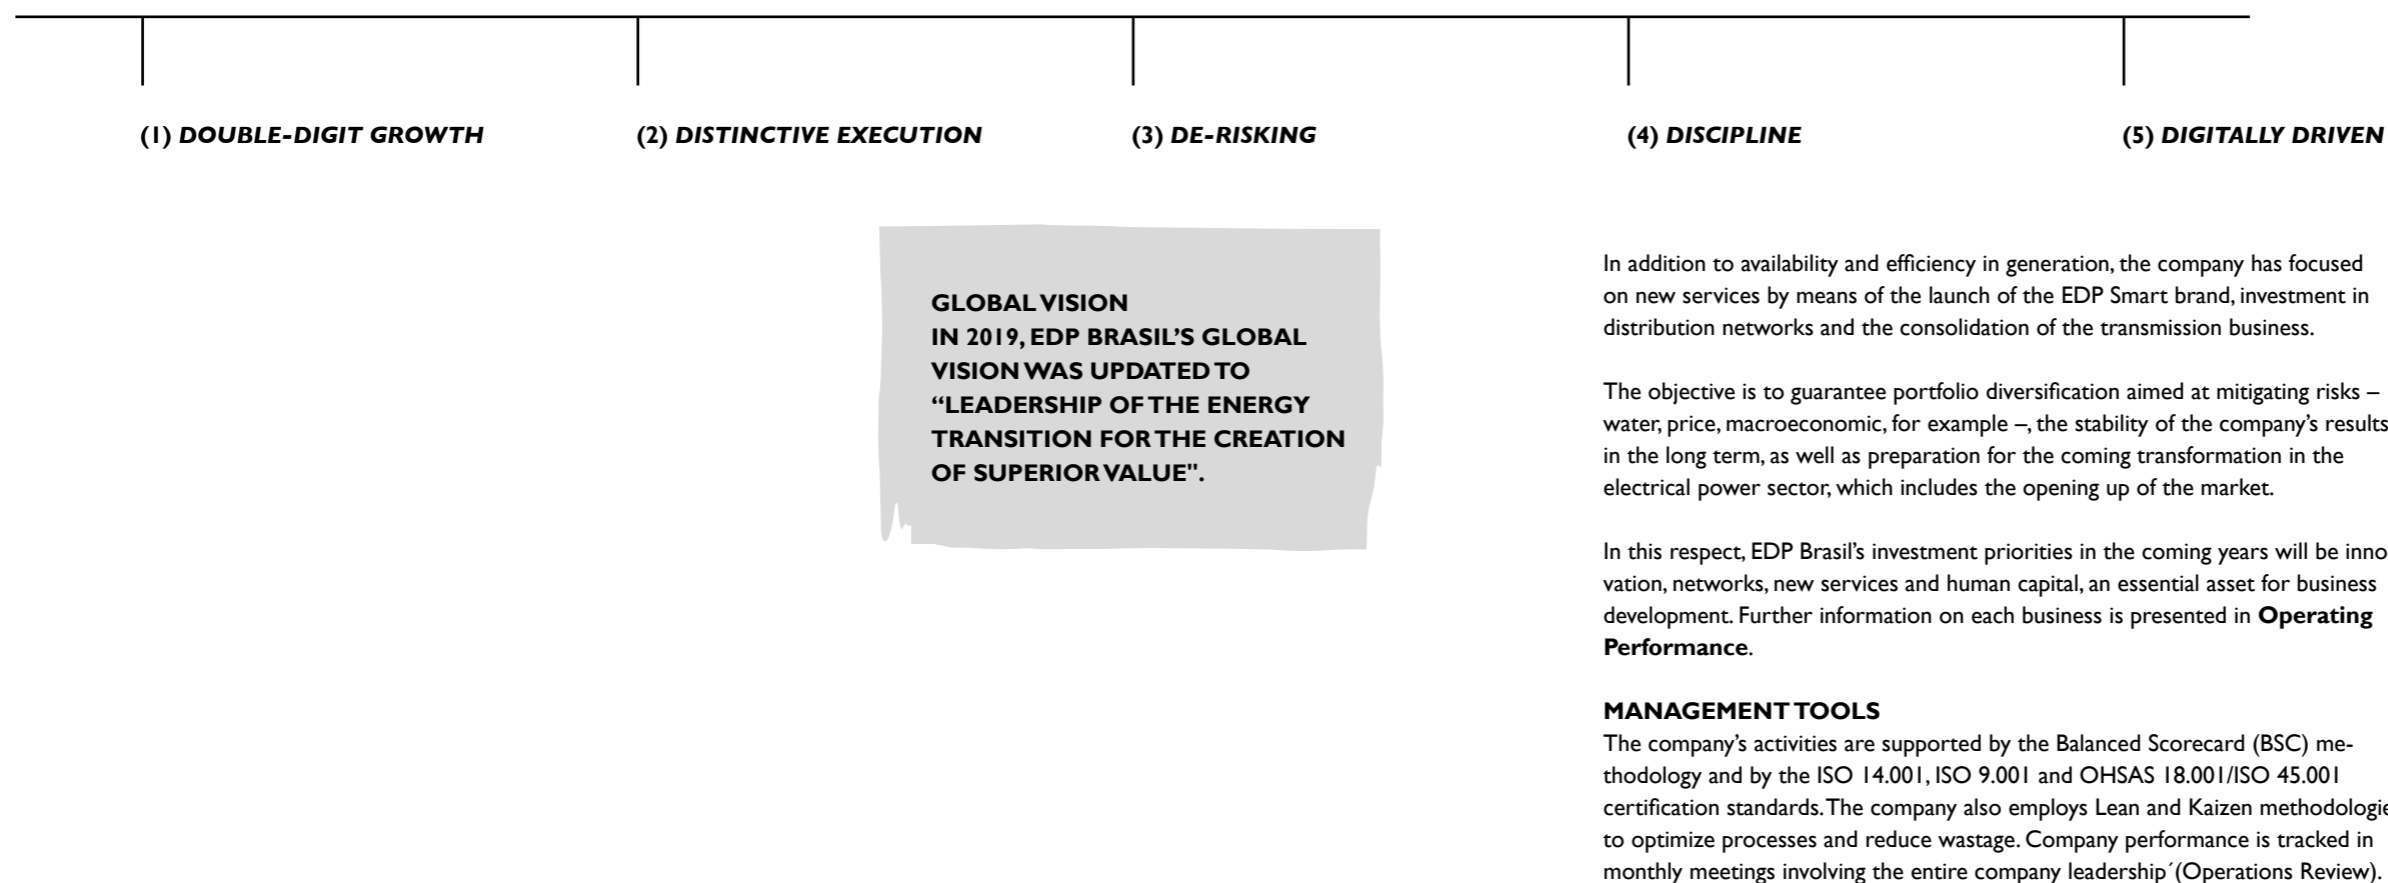 (1) DOUBLE-DIGIT GROWTH
(2) DISTINCTIVE EXECUTION
(3) DE-RISKING
(4) DISCIPLINE
(5) DIGITALLY DRIVEN
GLOBAL VISION
IN 2019, EDP BRASIL’S GLOBAL
VISION WAS UPDATED TO
“LEADERSHIP OF THE ENERGY
TRANSITION FOR THE CREATION
OF SUPERIOR VALUE".
In addition to availability and efficiency in generation, the company has focused
on new services by means of the launch of the EDP Smart brand, investment in
distribution networks and the consolidation of the transmission business.
The objective is to guarantee portfolio diversification aimed at mitigating risks –
water, price, macroeconomic, for example –, the stability of the company’s results
in the long term, as well as preparation for the coming transformation in the
electrical power sector, which includes the opening up of the market.
In this respect, EDP Brasil’s investment priorities in the coming years will be inno
vation, networks, new services and human capital, an essential asset for business
development. Further information on each business is presented in Operating
Performance.
MANAGEMENT TOOLS
The company’s activities are supported by the Balanced Scorecard (BSC) me-
thodology and by the ISO 14.001, ISO 9.001 and OHSAS 18.001/ISO 45.001
certification standards. The company also employs Lean and Kaizen methodologie
to optimize processes and reduce wastage. Company performance is tracked in
monthly meetings involving the entire company leadership´(Operations Review).